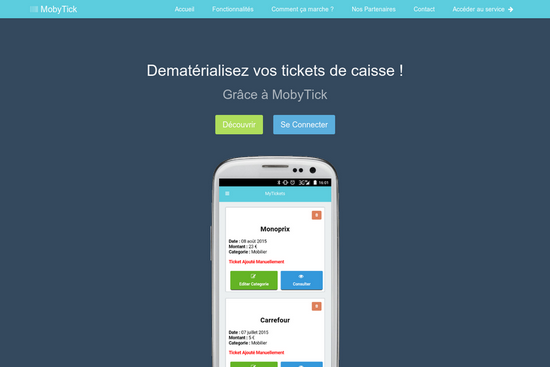 MobyTick
Accueil Fonctionnalités Comment ça marche ? Nos Partenaires Contact Accéder au service
Dematérialisez vos tickets de caisse !
Grâce à MobyTick
Découvrir Se Connecter
16:01
MyTickets
Monoprix
Date : 08 août 2015
Montant : 23 €
Categorie : Mobilier
Ticket Ajouté Manuellement
Editer Categorie Consulter
Carrefour
Date : 07 juillet 2015
Montant : 5 €
Categorie : Mobilier
Ticket Ajouté Manuellement